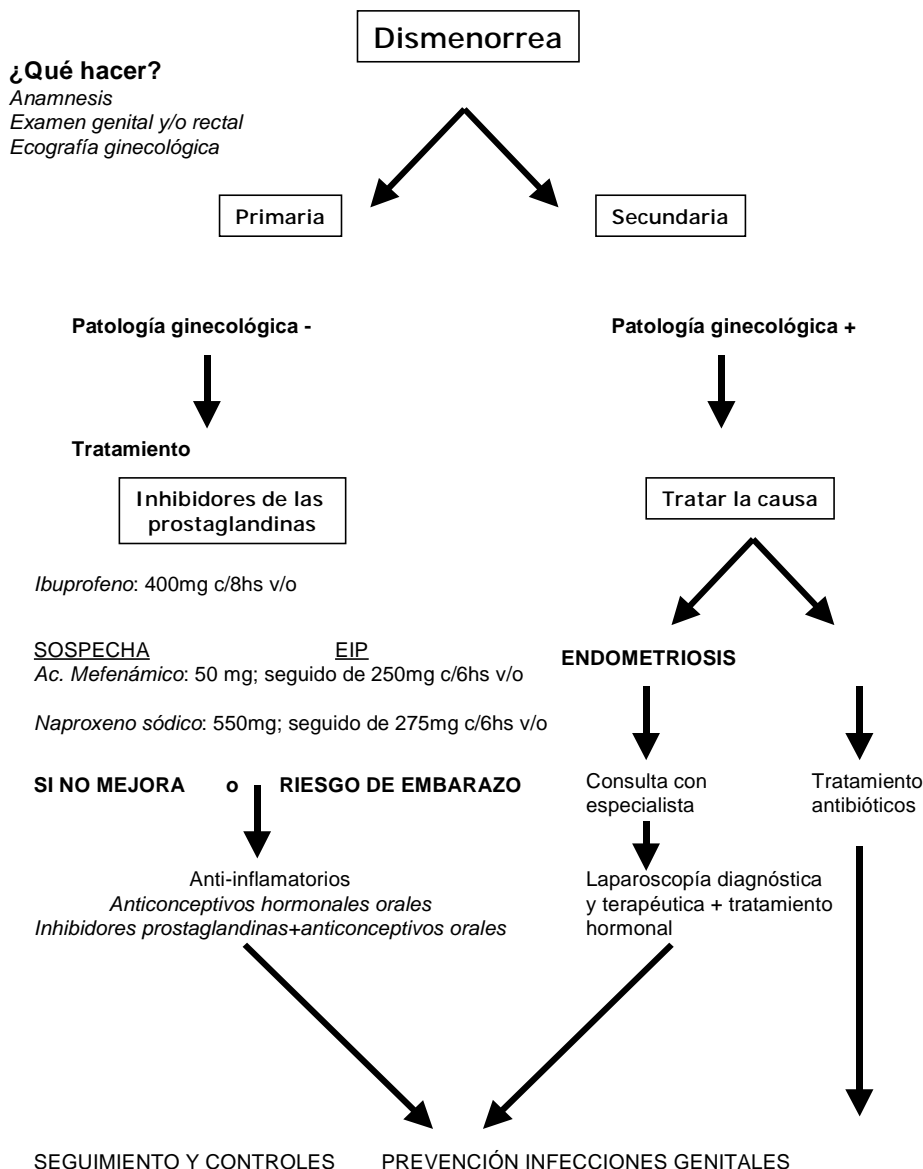 Dismenorrea
¿Qué hacer?
Anamnesis
Examen genital y/o rectal
Ecografía ginecológica
Primaria
Secundaria
Patología ginecológica -
Patología ginecológica +
Tratamiento
Inhibidores de las
prostaglandinas
Tratar la causa
Ibuprofeno: 400mg c/8hs v/o
SOSPECHA EIP
ENDOMETRIOSIS
Ac. Mefenámico: 50 mg; seguido de 250mg c/6hs v/o
Naproxeno sódico: 550mg; seguido de 275mg c/6hs v/o
SI NO MEJORA o RIESGO DE EMBARAZO
Consulta con
especialista
Tratamiento
antibióticos
Anti-inflamatorios
Anticonceptivos hormonales orales
Inhibidores prostaglandinas+anticonceptivos orales
Laparoscopía diagnóstica
y terapéutica + tratamiento
hormonal
SEGUIMIENTO Y CONTROLES PREVENCIÓN INFECCIONES GENITALES